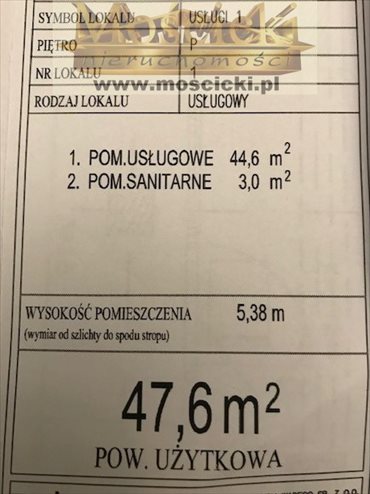 SYMBOL LOKALU USŁUGI 1
Mościcki
PIĘTRO P
nieruchomości
NR LOKALU 1
www.moscicki.pl
RODZAJ LOKALU USŁUGOWY
1. POM.USŁUGOWE 44,6 m²
2. POM.SANITARNE 3,0 m²
WYSOKOŚĆ POMIESZCZENIA 5,38 m
(wymiar od szlichty do spodu stropu)
47,6 m²
POW. UŻYTKOWA